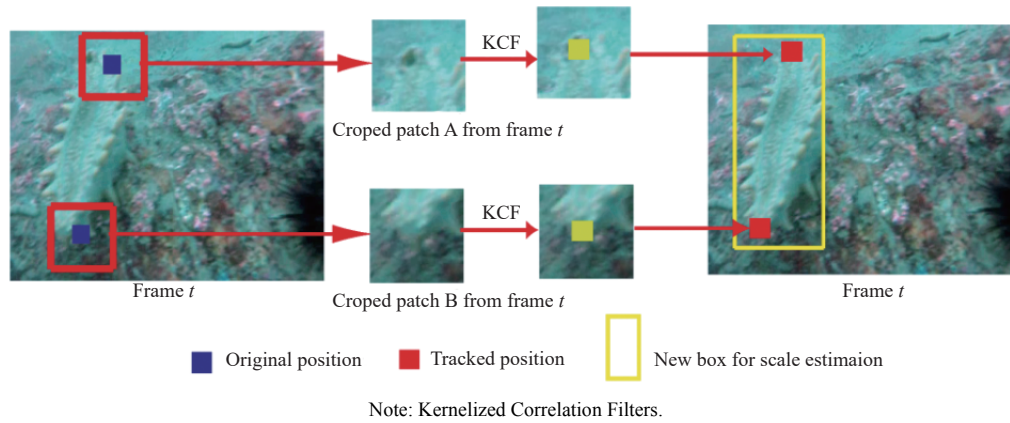 KCF
Croped patch A from frame t
KCF
Frame t
Croped patch B from frame t
Frame t
Original position
Tracked position
New box for scale estimaion
Note: Kernelized Correlation Filters.